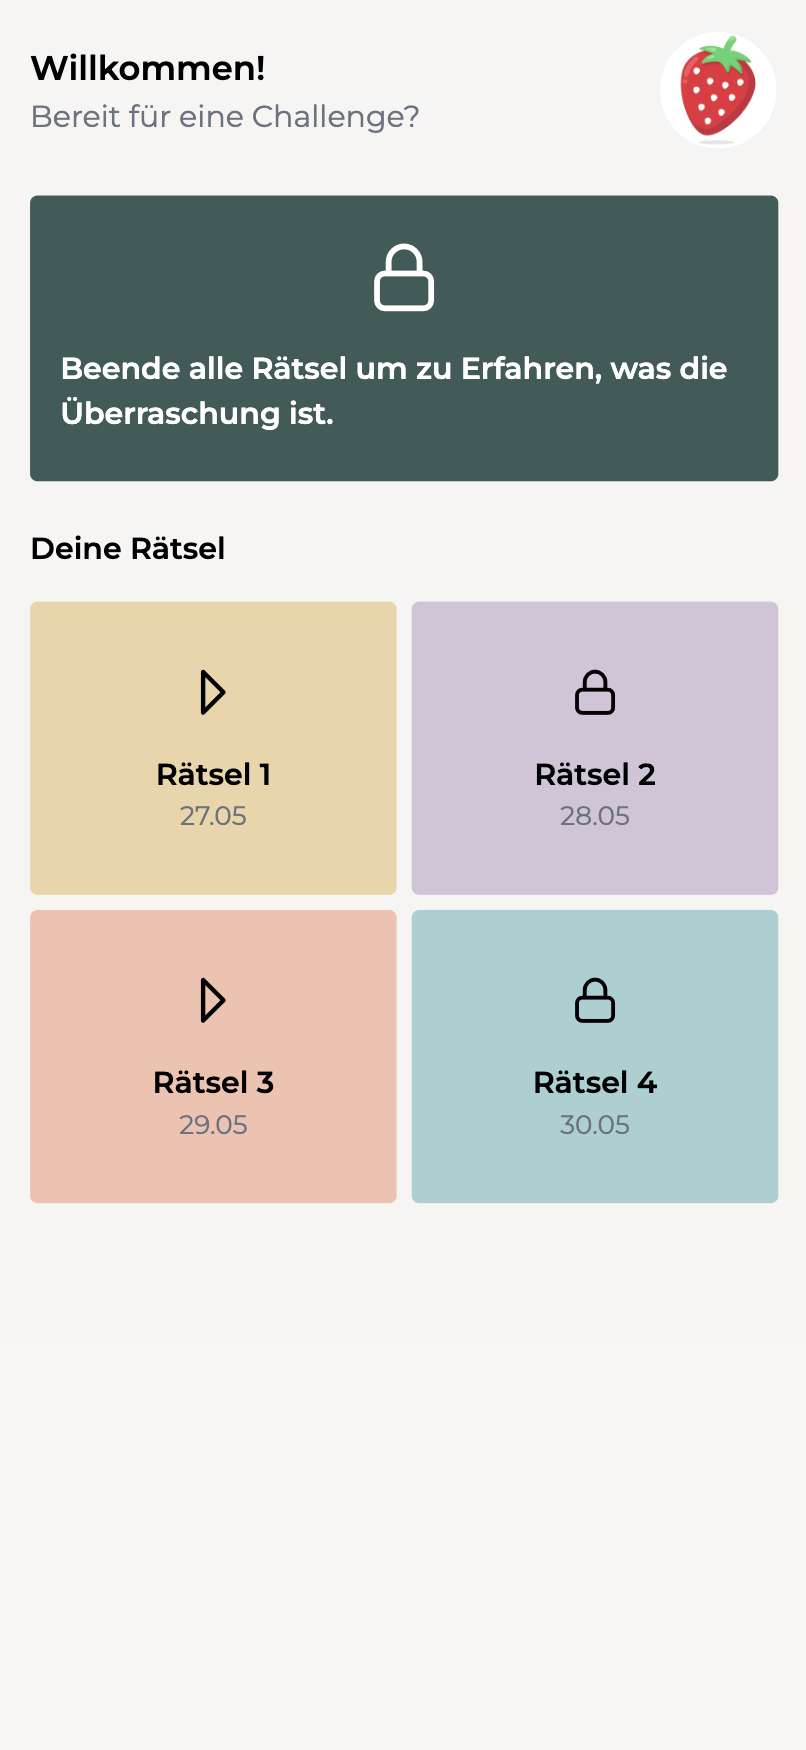 Willkommen!
Bereit für eine Challenge?
Beende alle Rätsel um zu Erfahren, was die
Überraschung ist.
Deine Rätsel
Rätsel 1
27.05
Rätsel 2
28.05
Rätsel 3
29.05
Rätsel 4
30.05